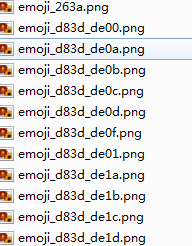 emoji_263a.png
emoji_d83d_de00.png
emoji_d83d_de0a.png
emoji_d83d_de0b.png
emoji_d83d_de0c.png
emoji_d83d_de0d.png
emoji_d83d_de0f.png
emoji_d83d_de01.png
emoji_d83d_de1a.png
emoji_d83d_de1b.png
emoji_d83d_de1c.png
emoji_d83d_de1d.png